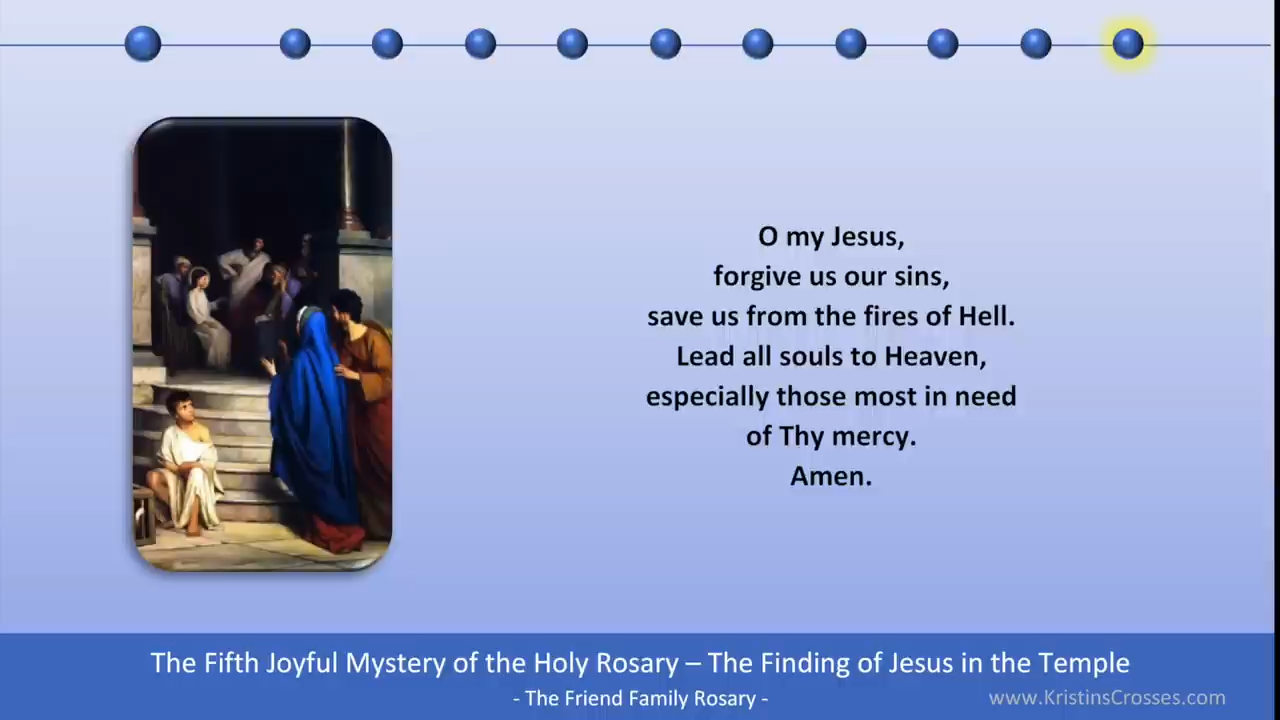 O my Jesus,
forgive us our sins,
save us from the fires of Hell.
Lead all souls to Heaven,
especially those most in need
of Thy mercy.
Amen.
The Fifth Joyful Mystery of the Holy Rosary – The Finding of Jesus in the Temple
- The Friend Family Rosary -
www.KristinsCrosses.com